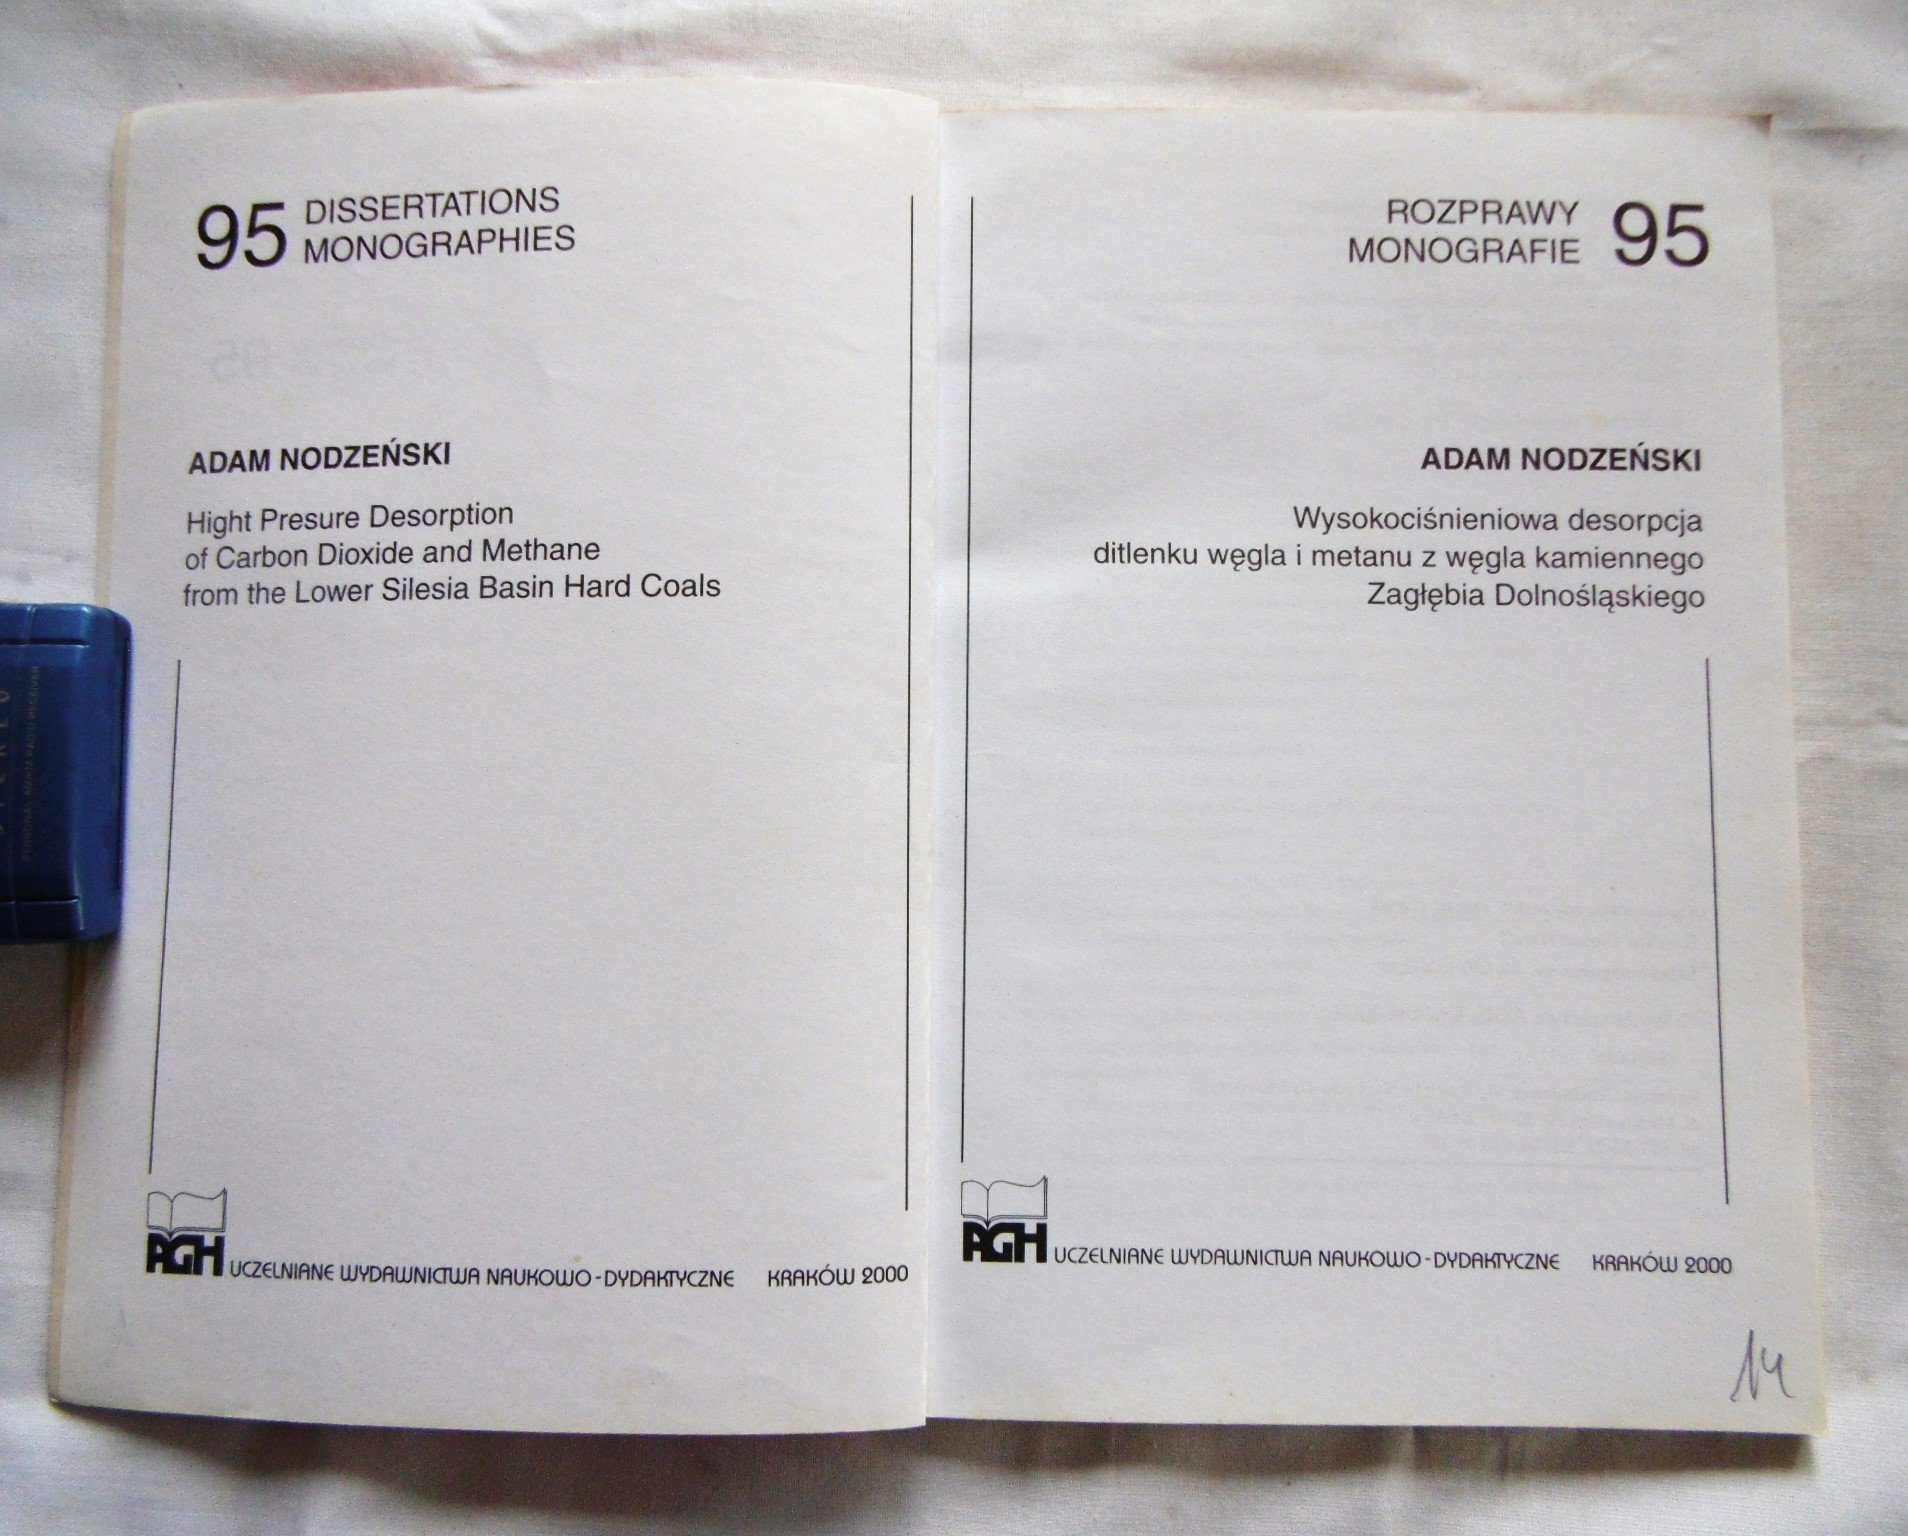 95 DISSERTATIONS
MONOGRAPHIES
ADAM NODZEŃSKI
Hight Presure Desorption
of Carbon Dioxide and Methane
from the Lower Silesia Basin Hard Coals
AGH UCZELNIANE WYDAWNICTWA NAUKOWO-DYDAKTYCZNE KRAKÓW 2000
ROZPRAWY 95
MONOGRAFIE
ADAM NODZEŃSKI
Wysokociśnieniowa desorpcja
ditlenku węgla i metanu z węgla kamiennego
Zagłębia Dolnośląskiego
AGH UCZELNIANE WYDAWNICTWA NAUKOWO-DYDAKTYCZNE KRAKÓW 2000
14